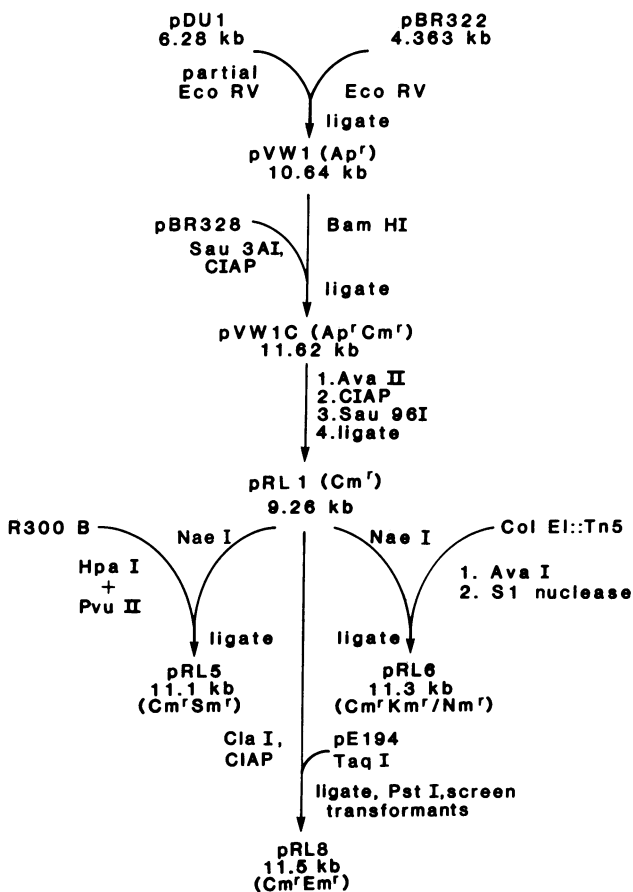 pDU1
6.28 kb
pBR322
4.363 kb
partial
Eco RV
Eco RV
ligate
pVW1 (Apʳ)
10.64 kb
pBR328
Sau 3AI,
CIAP
Bam HI
ligate
pVW1C (ApʳCmʳ)
11.62 kb
1.Ava II
2.CIAP
3.Sau 96I
4.ligate
pRL1 (Cmʳ)
9.26 kb
R300 B
Nae I
Nae I
Col EI::Tn5
Hpa I
+
Pvu II
1. Ava I
2. S1 nuclease
ligate
ligate
pRL5
11.1 kb
(CmʳSmʳ)
pRL6
11.3 kb
(CmʳKmʳ/Nmʳ)
Cla I,
CIAP
pE194
Taq I
ligate, Pst I,screen
transformants
pRL8
11.5 kb
(CmʳEmʳ)